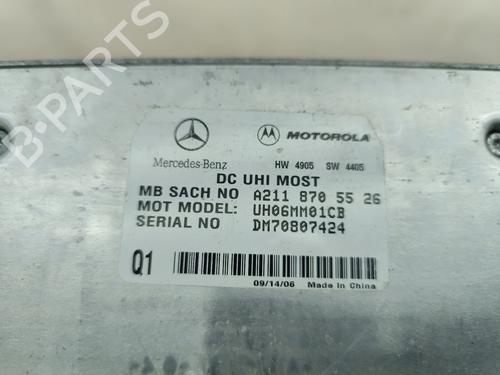 MOTOROLA
Mercedes-Benz HW 4905 SW 4405
DC UHI MOST
MB SACH NO A211 870 55 26
MOT MODEL: UH06MM01CB
SERIAL NO DM70807424
Q1
09/14/06 Made in China
B-PARTS